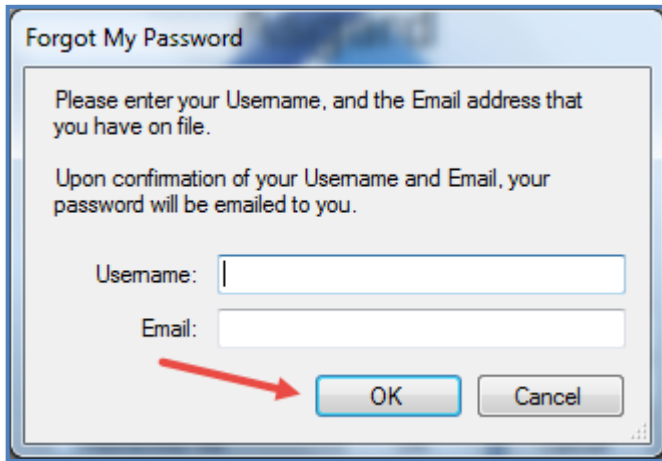 Forgot My Password
Please enter your Username, and the Email address that
you have on file.
Upon confirmation of your Username and Email, your
password will be emailed to you.
Username:
Email:
OK Cancel